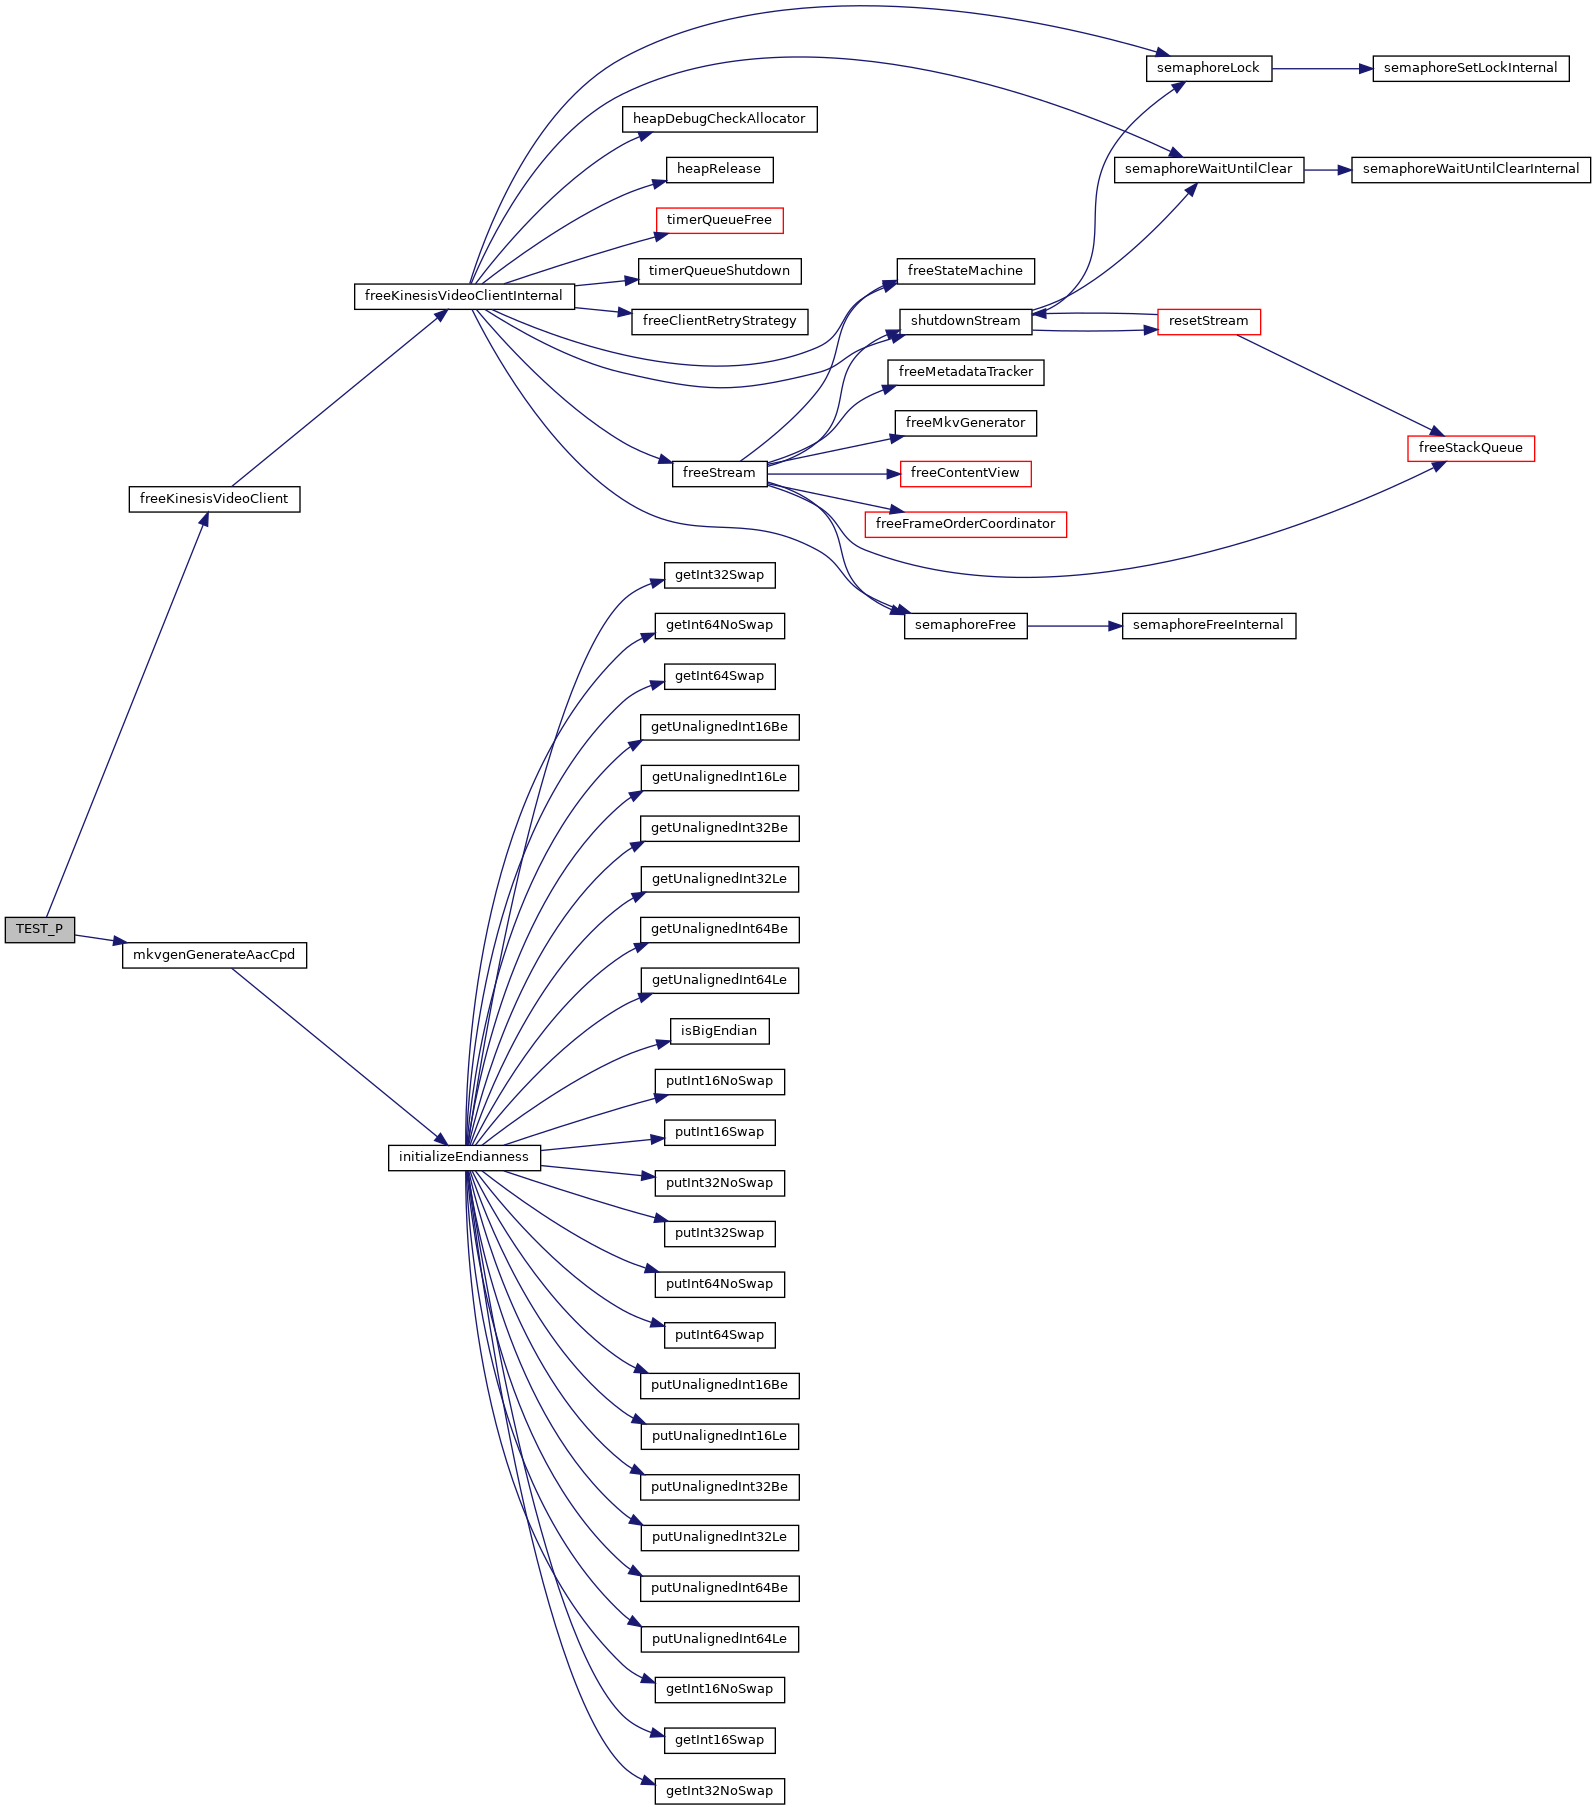 semaphoreLock
semaphoreSetLockInternal
heapDebugCheckAllocator
heapRelease
semaphoreWaitUntilClear
semaphoreWaitUntilClearInternal
timerQueueFree
timerQueueShutdown
freeStateMachine
freeKinesisVideoClientInternal
freeClientRetryStrategy
shutdownStream
resetStream
freeMetadataTracker
freeMkvGenerator
freeStackQueue
freeStream
freeContentView
freeKinesisVideoClient
freeFrameOrderCoordinator
getInt32Swap
getInt64NoSwap
semaphoreFree
semaphoreFreeInternal
getInt64Swap
getUnalignedInt16Be
getUnalignedInt16Le
getUnalignedInt32Be
getUnalignedInt32Le
TEST_P
getUnalignedInt64Be
mkvgenGenerateAacCpd
getUnalignedInt64Le
isBigEndian
putInt16NoSwap
putInt16Swap
initializeEndianness
putInt32NoSwap
putInt32Swap
putInt64NoSwap
putInt64Swap
putUnalignedInt16Be
putUnalignedInt16Le
putUnalignedInt32Be
putUnalignedInt32Le
putUnalignedInt64Be
putUnalignedInt64Le
getInt16NoSwap
getInt16Swap
getInt32NoSwap